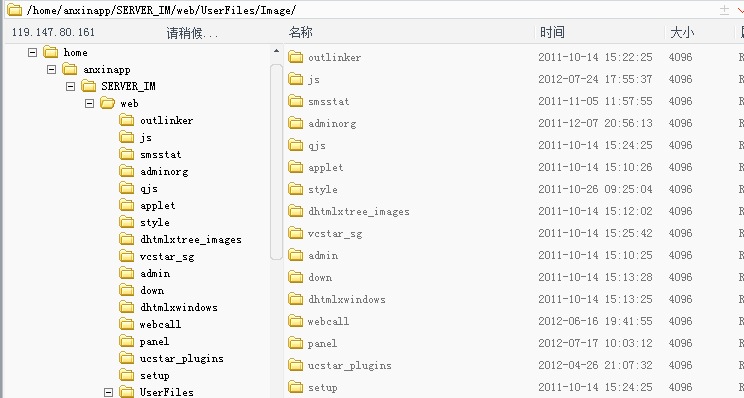 /home/anxinapp/SERVER_IM/web/UserFiles/Image/
119.147.80.161 请稍候... 名称 时间 大小
home
anxinapp
SERVER_IM
web
outlinker
js
smsstat
adminorg
qjs
applet
style
dhtmlxtree_images
vcstar_sg
admin
down
dhtmlxwindows
webcall
panel
ucstar_plugins
setup
UserFiles
outlinker 2011-10-14 15:22:25 4096 R
js 2012-07-24 17:55:37 4096 R
smsstat 2011-11-05 11:57:55 4096 R
adminorg 2011-12-07 20:56:13 4096 R
qjs 2011-10-14 15:24:25 4096 R
applet 2011-10-14 15:10:26 4096 R
style 2011-10-26 09:25:04 4096 R
dhtmlxtree_images 2011-10-14 15:12:02 4096 R
vcstar_sg 2011-10-14 15:25:42 4096 R
admin 2011-10-14 15:10:25 4096 R
down 2011-10-14 15:13:28 4096 R
dhtmlxwindows 2011-10-14 15:13:25 4096 R
webcall 2012-06-16 19:41:55 4096 R
panel 2012-07-17 10:03:12 4096 R
ucstar_plugins 2012-04-26 21:07:32 4096 R
setup 2011-10-14 15:24:25 4096 R